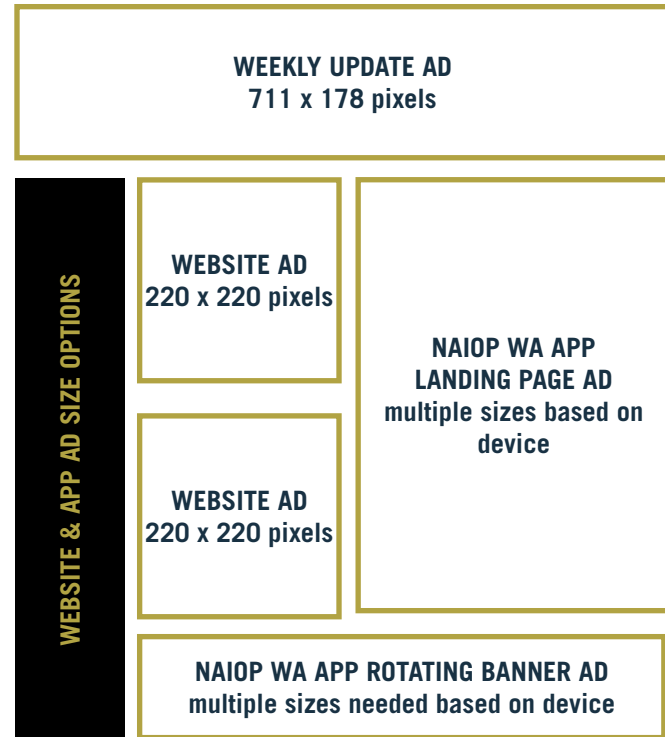 WEEKLY UPDATE AD
711 x 178 pixels
WEBSITE & APP AD SIZE OPTIONS
WEBSITE AD
220 x 220 pixels
NAIOP WA APP
LANDING PAGE AD
multiple sizes based on
device
WEBSITE AD
220 x 220 pixels
NAIOP WA APP ROTATING BANNER AD
multiple sizes needed based on device